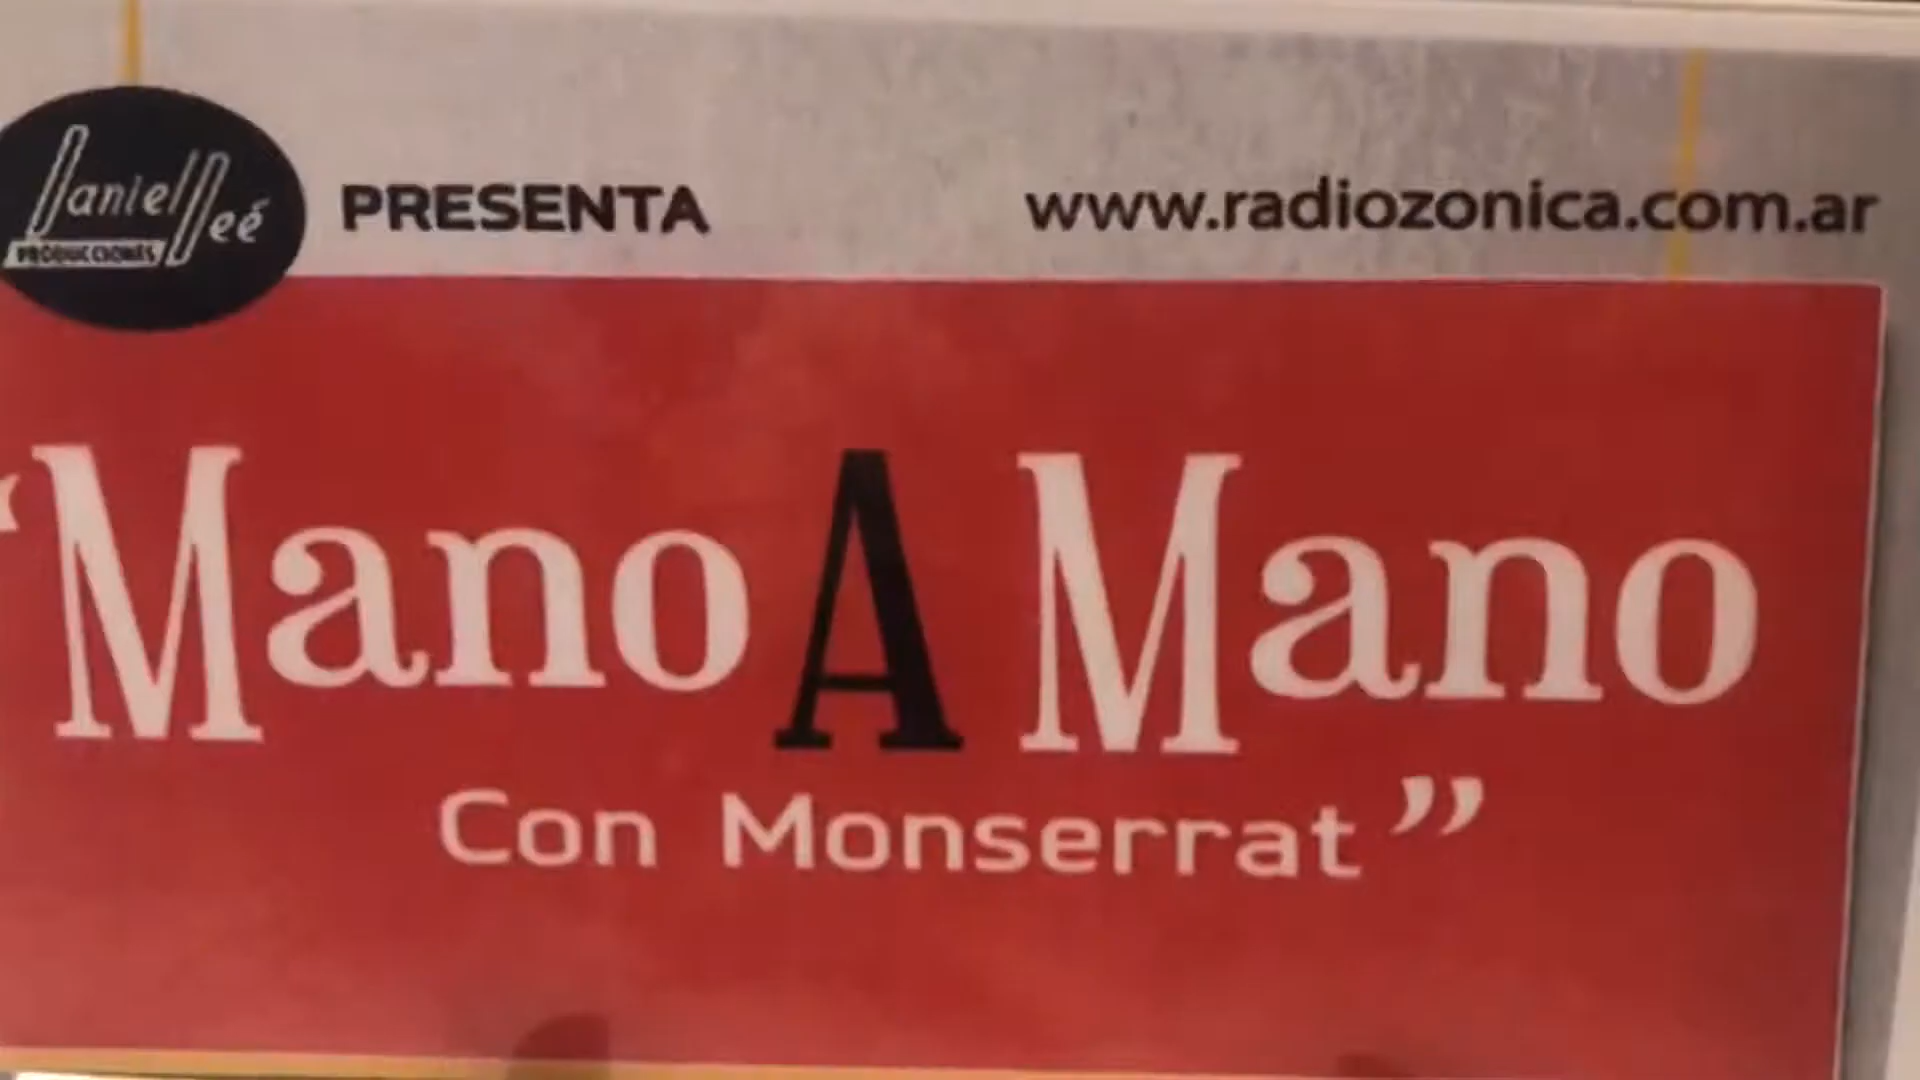 Daniel Deé
PRODUCCIONES
PRESENTA
www.radiozonica.com.ar
“Mano A Mano
Con Monserrat”